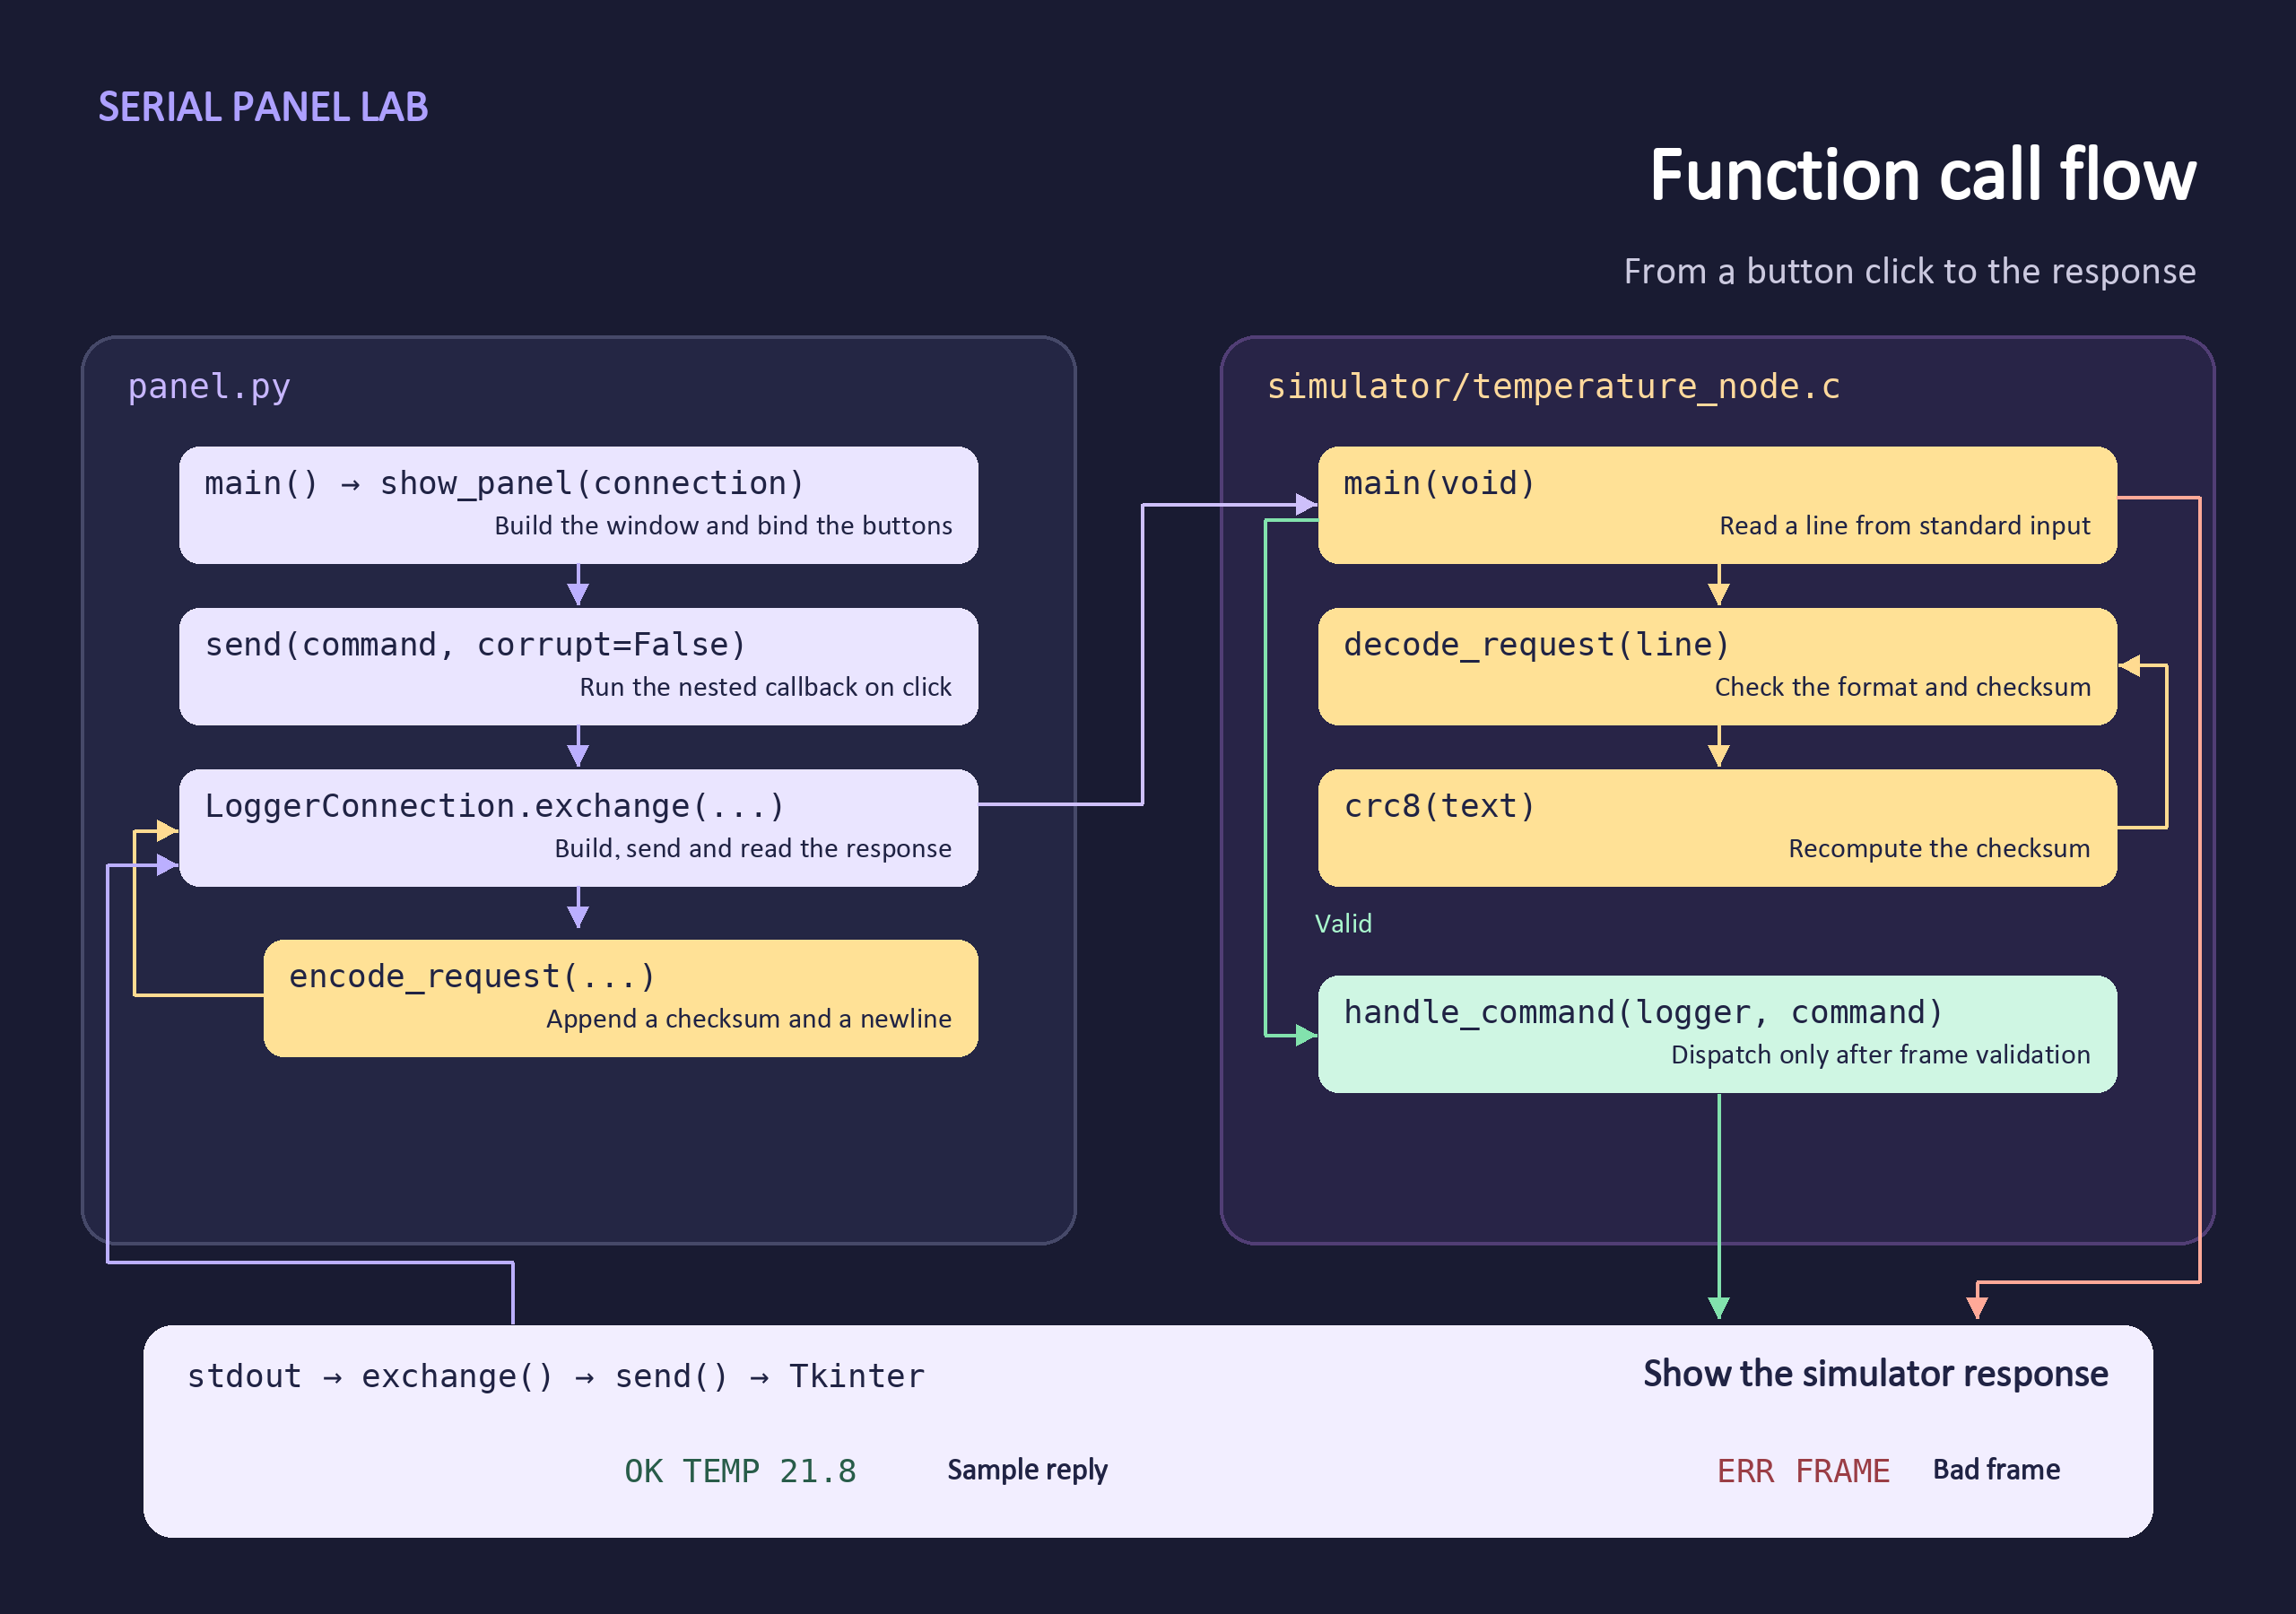 SERIAL PANEL LAB
Function call flow
From a button click to the response
panel.py
main() → show_panel(connection)
Build the window and bind the buttons
send(command, corrupt=False)
Run the nested callback on click
LoggerConnection.exchange(...)
Build, send and read the response
encode_request(...)
Append a checksum and a newline
simulator/temperature_node.c
main(void)
Read a line from standard input
decode_request(line)
Check the format and checksum
crc8(text)
Recompute the checksum
Valid
handle_command(logger, command)
Dispatch only after frame validation
stdout → exchange() → send() → Tkinter
Show the simulator response
OK TEMP 21.8 Sample reply
ERR FRAME Bad frame